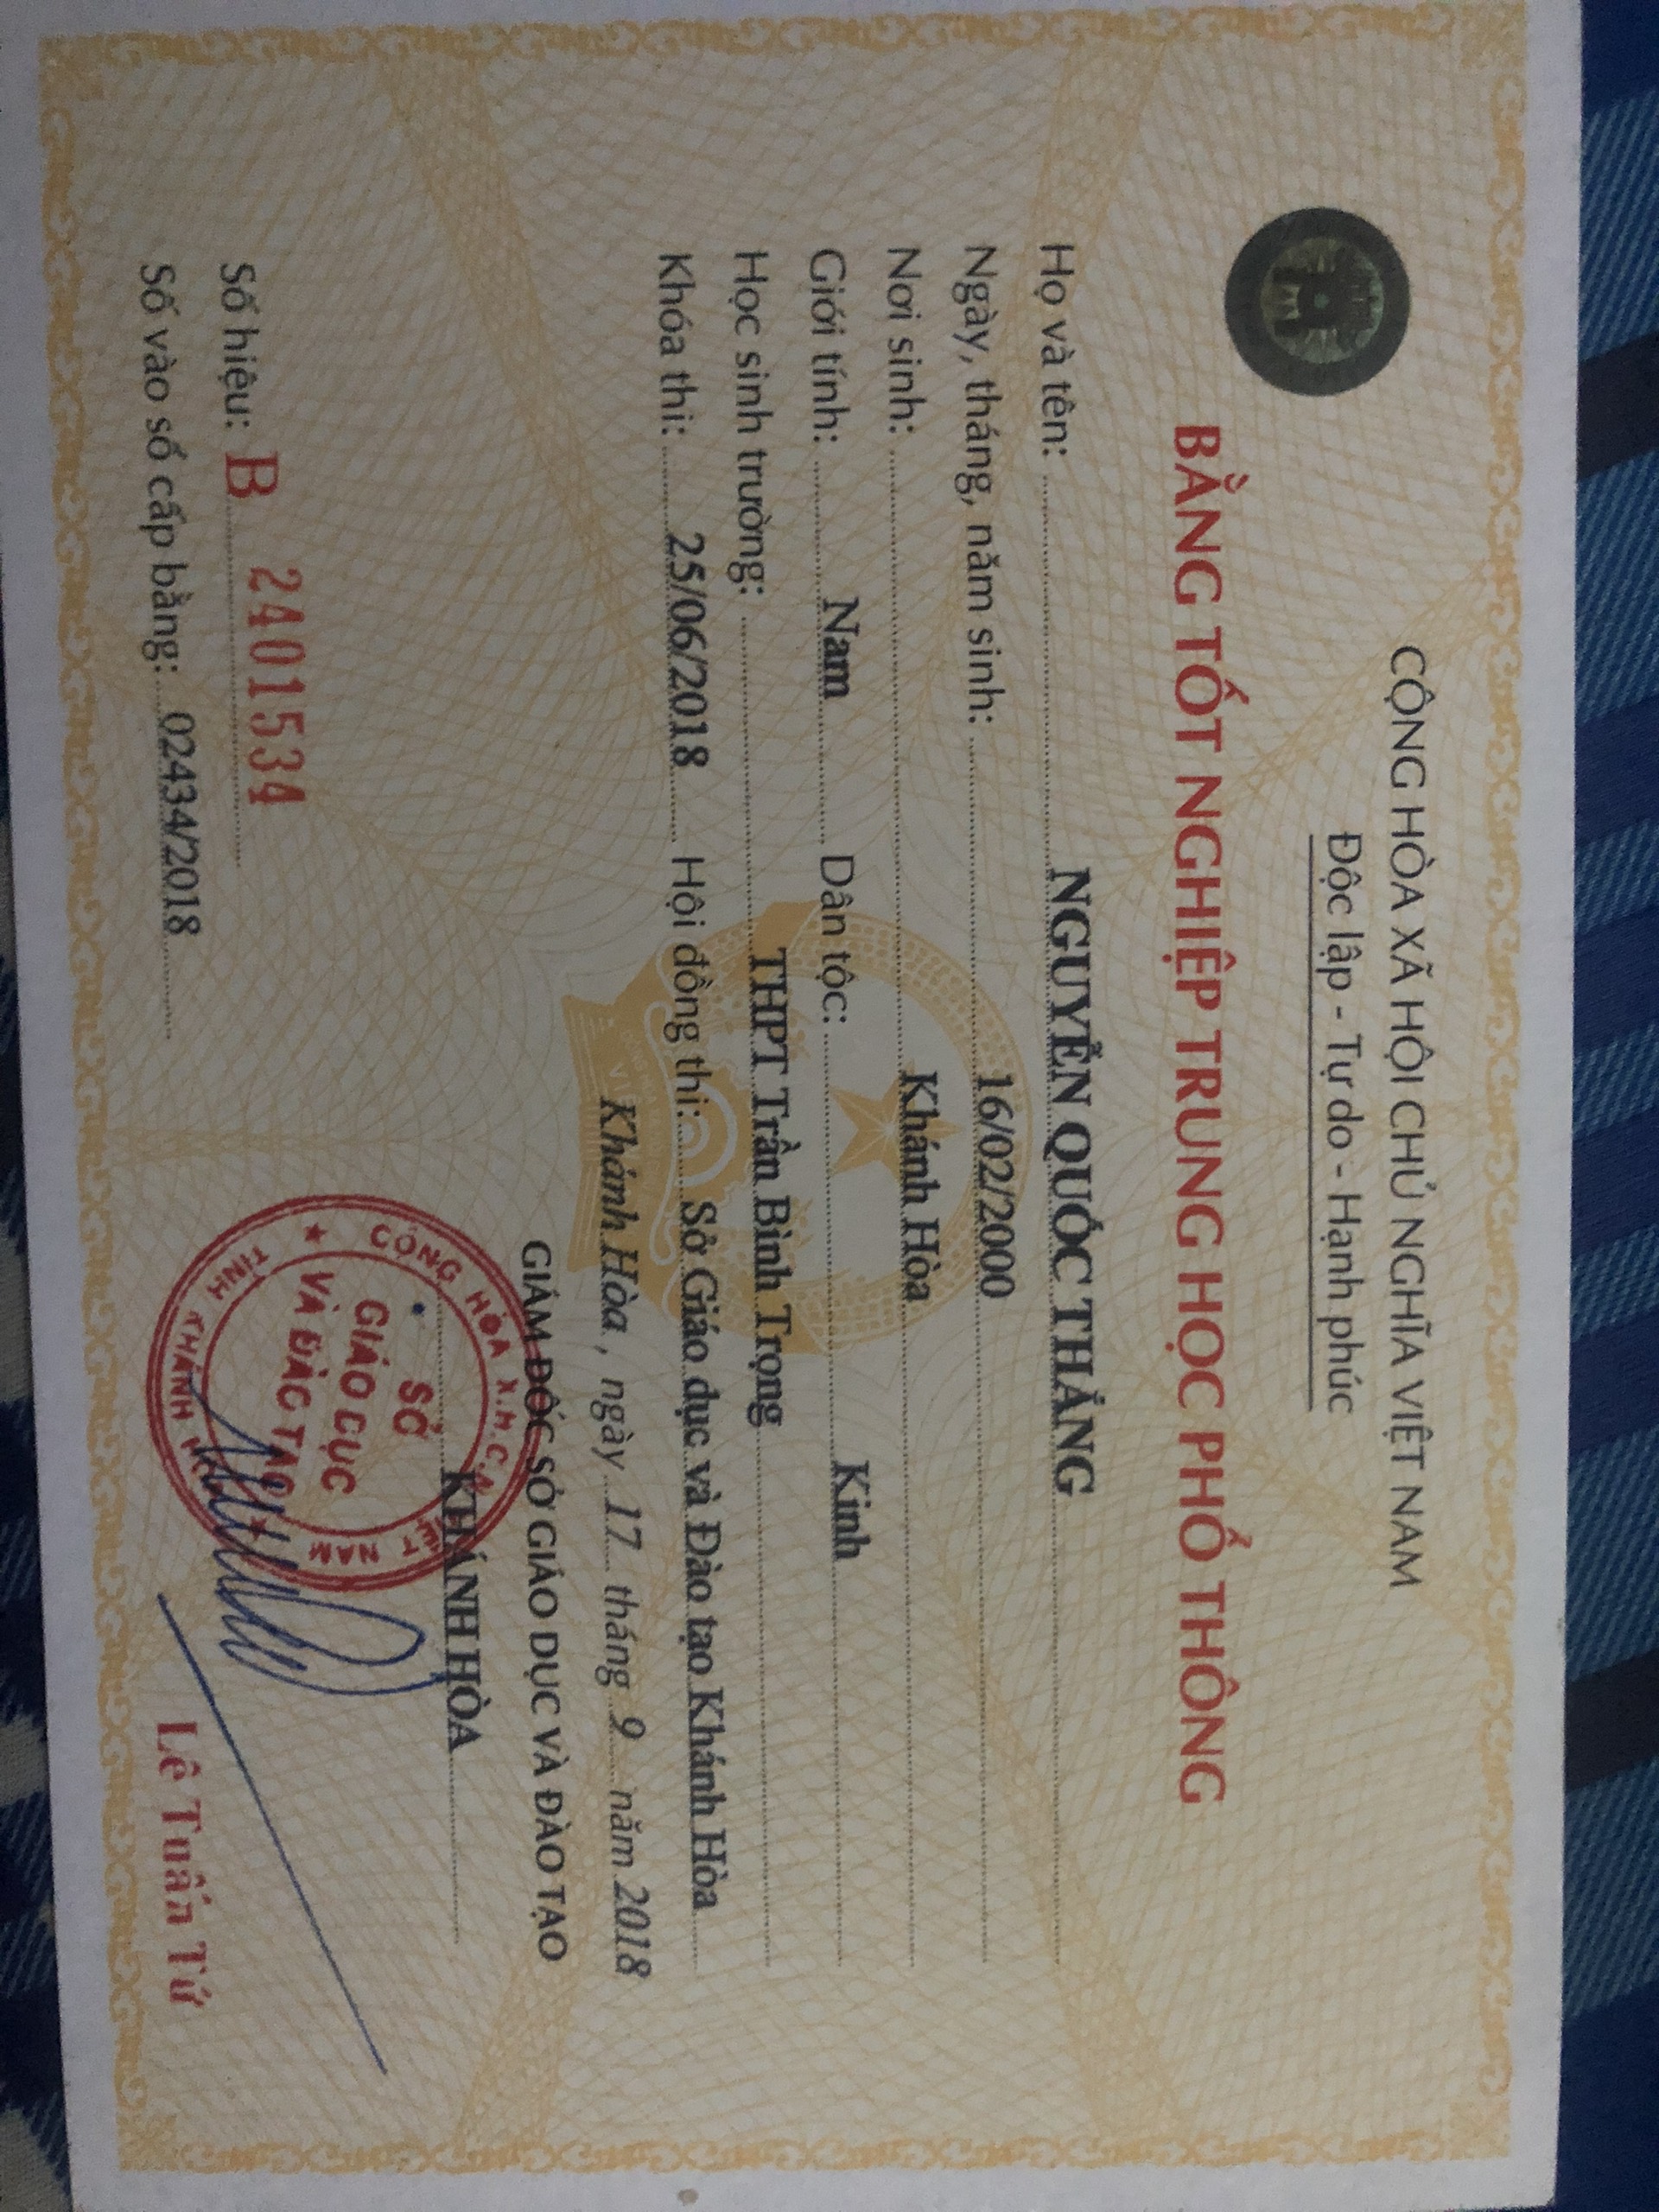 CỘNG HÒA XÃ HỘI CHỦ NGHĨA VIỆT NAM
Độc lập - Tự do - Hạnh phúc
BẰNG TỐT NGHIỆP TRUNG HỌC PHỔ THÔNG
Họ và tên: NGUYỄN QUỐC THẮNG
Ngày, tháng, năm sinh: 16/02/2000
Nơi sinh: Khánh Hòa
Giới tính: Nam Dân tộc: Kinh
Học sinh trường: THPT Trần Bình Trọng
Khóa thi: 25/06/2018 Hội đồng thi: Sở Giáo dục và Đào tạo Khánh Hòa
Khánh Hòa, ngày 17 tháng 9 năm 2018
GIÁM ĐỐC SỞ GIÁO DỤC VÀ ĐÀO TẠO
KHÁNH HÒA
CỘNG HÒA X.H.C.N VIỆT NAM
SỞ
GIÁO DỤC
VÀ ĐÀO TẠO
TỈNH KHÁNH HÒA
Số hiệu: B 2401534
Số vào sổ cấp bằng: 02434/2018
Lê Tuấn Tứ